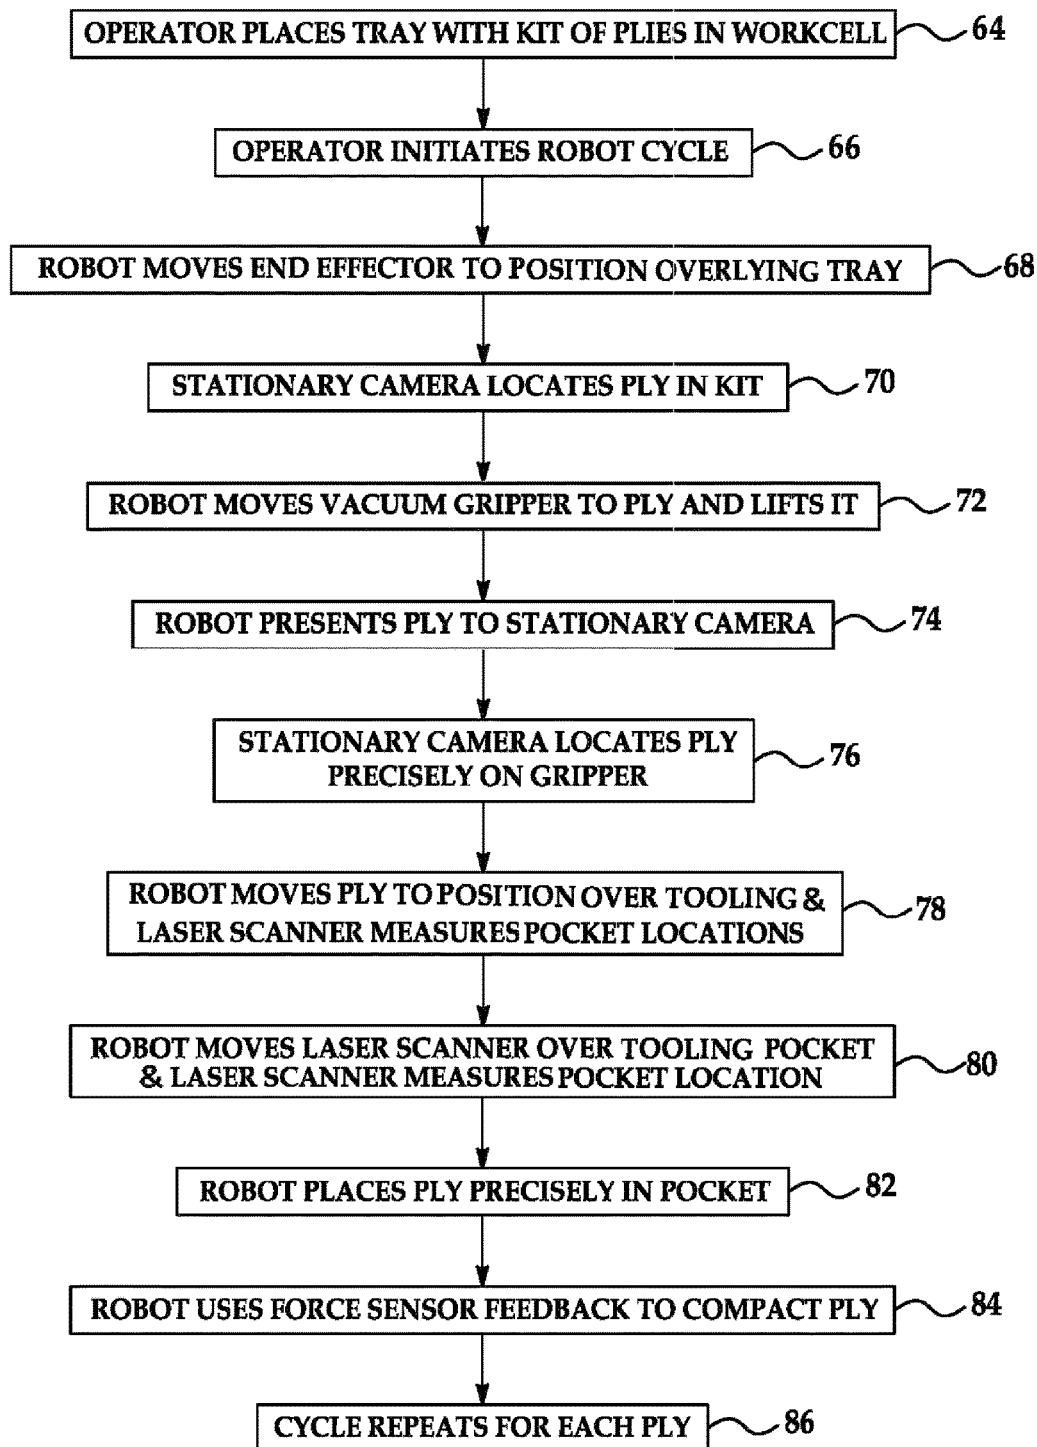 OPERATOR PLACES TRAY WITH KIT OF PLIES IN WORKCELL 64
OPERATOR INITIATES ROBOT CYCLE 66
ROBOT MOVES END EFFECTOR TO POSITION OVERLYING TRAY 68
STATIONARY CAMERA LOCATES PLY IN KIT 70
ROBOT MOVES VACUUM GRIPPER TO PLY AND LIFTS IT 72
ROBOT PRESENTS PLY TO STATIONARY CAMERA 74
STATIONARY CAMERA LOCATES PLY
PRECISELY ON GRIPPER 76
ROBOT MOVES PLY TO POSITION OVER TOOLING &
LASER SCANNER MEASURES POCKET LOCATIONS 78
ROBOT MOVES LASER SCANNER OVER TOOLING POCKET
& LASER SCANNER MEASURES POCKET LOCATION 80
ROBOT PLACES PLY PRECISELY IN POCKET 82
ROBOT USES FORCE SENSOR FEEDBACK TO COMPACT PLY 84
CYCLE REPEATS FOR EACH PLY 86